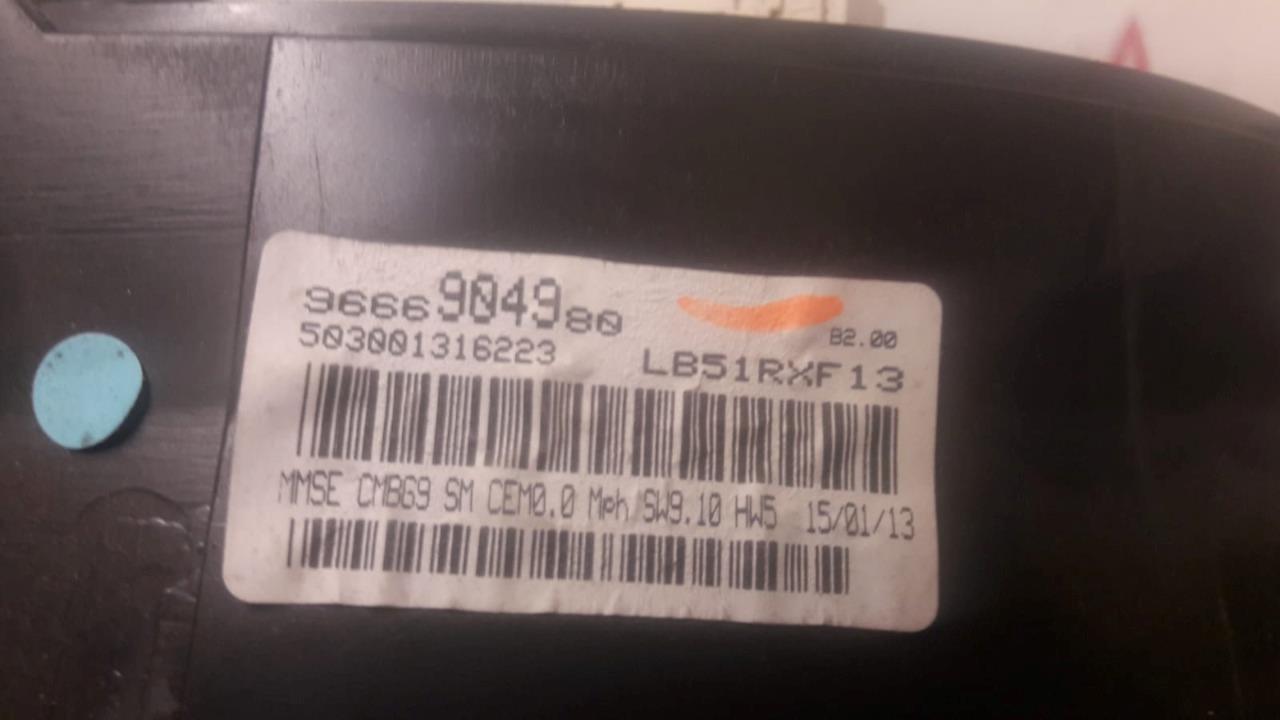 9666904980
B2.00
503001316223
LB51RXF13
MMSE CMBG9 SM CEM0.0 Mph SW9.10 HW5 15/01/13